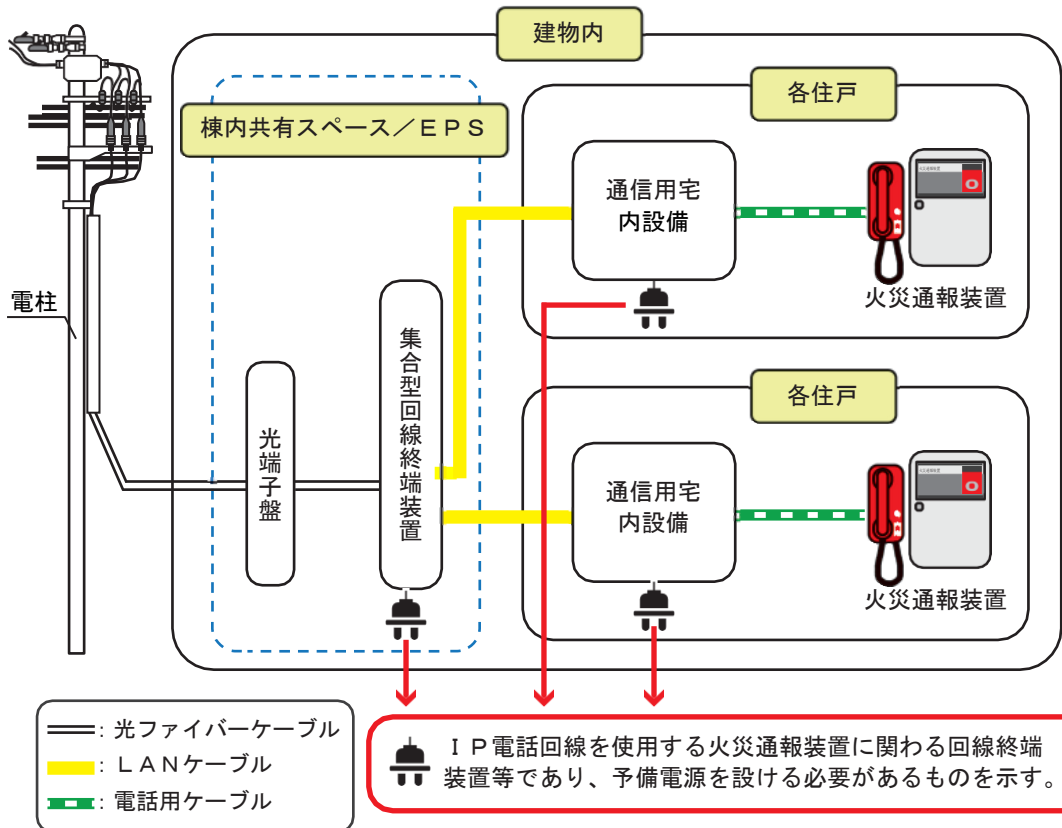 建物内
各住戸
棟内共有スペース／ＥＰＳ
通信用宅
内設備
火災通報装置
電柱
集合型回線終端装置
光端子盤
各住戸
通信用宅
内設備
火災通報装置
：光ファイバーケーブル
：ＬＡＮケーブル
：電話用ケーブル
ＩＰ電話回線を使用する火災通報装置に関わる回線終端
装置等であり、予備電源を設ける必要があるものを示す。